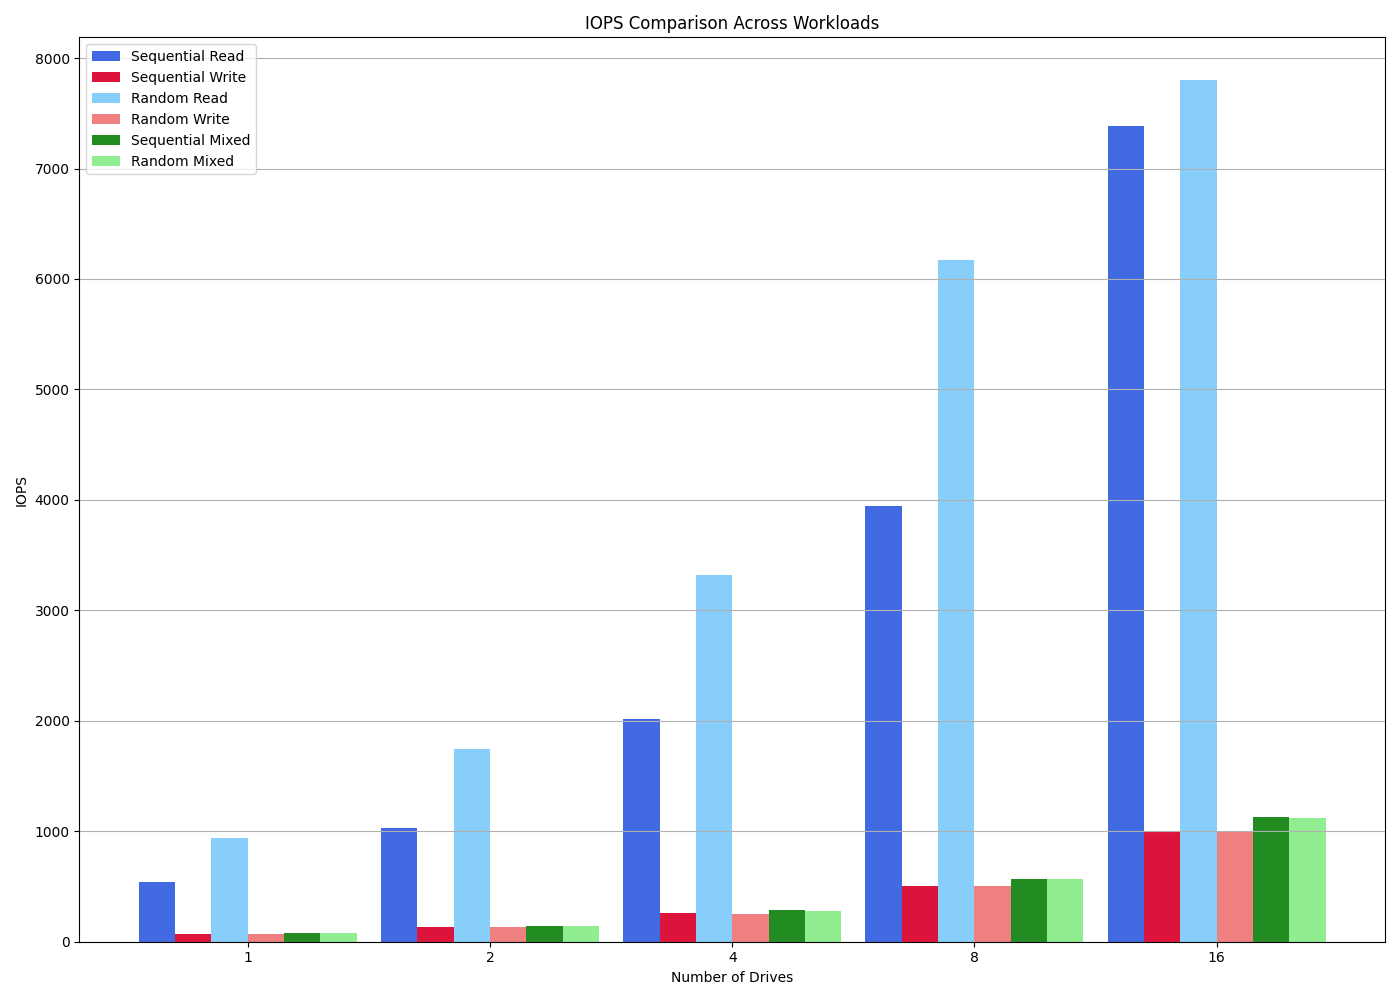 IOPS Comparison Across Workloads
Sequential Read
Sequential Write
Random Read
Random Write
Sequential Mixed
Random Mixed
8000
7000
6000
5000
4000
3000
2000
1000
0
IOPS
1 2 4 8 16
Number of Drives